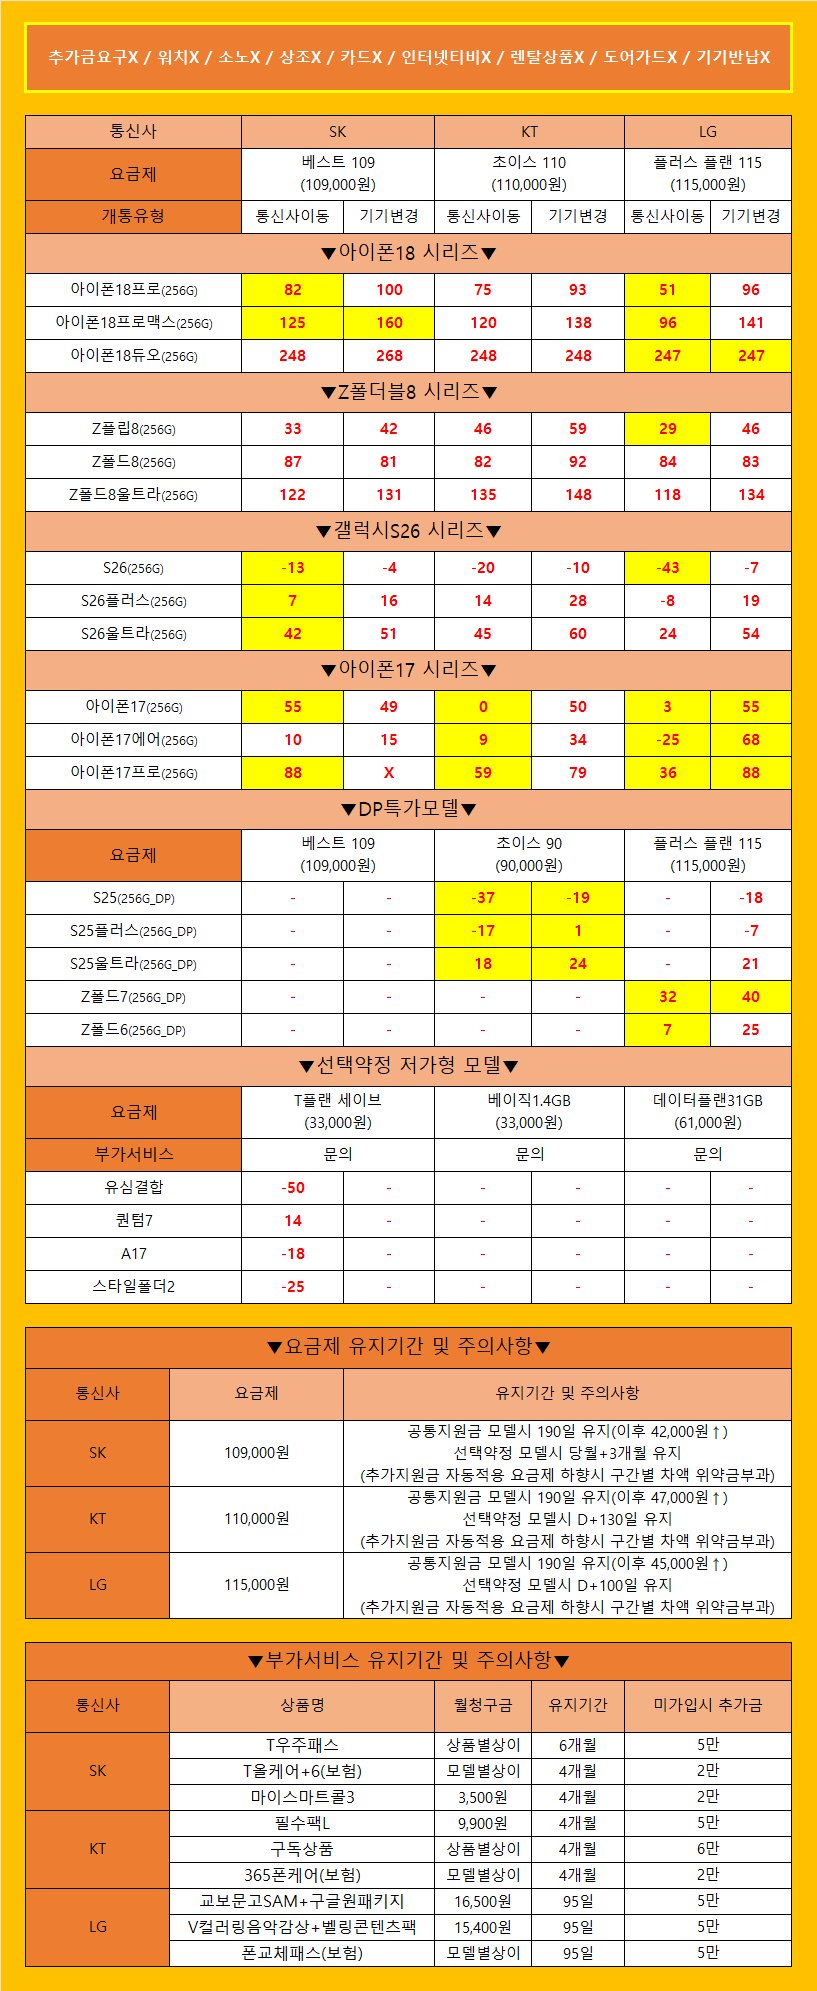 추가금요구X / 워치X / 소노X / 상조X / 카드X / 인터넷티비X / 렌탈상품X / 도어가드X / 기기반납X
통신사 SK KT LG
요금제 베스트 109 (109,000원) 초이스 110 (110,000원) 플러스 플랜 115 (115,000원)
개통유형 통신사이동 기기변경 통신사이동 기기변경 통신사이동 기기변경
▼아이폰18 시리즈▼
아이폰18프로(256G) 82 100 75 93 51 96
아이폰18프로맥스(256G) 125 160 120 138 96 141
아이폰18듀오(256G) 248 268 248 248 247 247
▼Z폴더블8 시리즈▼
Z플립8(256G) 33 42 46 59 29 46
Z폴드8(256G) 87 81 82 92 84 83
Z폴드8울트라(256G) 122 131 135 148 118 134
▼갤럭시S26 시리즈▼
S26(256G) -13 -4 -20 -10 -43 -7
S26플러스(256G) 7 16 14 28 -8 19
S26울트라(256G) 42 51 45 60 24 54
▼아이폰17 시리즈▼
아이폰17(256G) 55 49 0 50 3 55
아이폰17에어(256G) 10 15 9 34 -25 68
아이폰17프로(256G) 88 X 59 79 36 88
▼DP특가모델▼
요금제 베스트 109 (109,000원) 초이스 90 (90,000원) 플러스 플랜 115 (115,000원)
S25(256G_DP) - - -37 -19 - -18
S25플러스(256G_DP) - - -17 1 - -7
S25울트라(256G_DP) - - 18 24 - 21
Z폴드7(256G_DP) - - - - 32 40
Z폴드6(256G_DP) - - - - 7 25
▼선택약정 저가형 모델▼
요금제 T플랜 세이브 (33,000원) 베이직1.4GB (33,000원) 데이터플랜31GB (61,000원)
부가서비스 문의 문의 문의
유심결합 -50 - - - - -
퀀텀7 14 - - - - -
A17 -18 - - - - -
스타일폴더2 -25 - - - - -
▼요금제 유지기간 및 주의사항▼
통신사 요금제 유지기간 및 주의사항
SK 109,000원 공통지원금 모델시 190일 유지(이후 42,000원↑)
선택약정 모델시 당월+3개월 유지
(추가지원금 자동적용 요금제 하향시 구간별 차액 위약금부과)
KT 110,000원 공통지원금 모델시 190일 유지(이후 47,000원↑)
선택약정 모델시 D+130일 유지
(추가지원금 자동적용 요금제 하향시 구간별 차액 위약금부과)
LG 115,000원 공통지원금 모델시 190일 유지(이후 45,000원↑)
선택약정 모델시 D+100일 유지
(추가지원금 자동적용 요금제 하향시 구간별 차액 위약금부과)
▼부가서비스 유지기간 및 주의사항▼
통신사 상품명 월청구금 유지기간 미가입시 추가금
SK T우주패스 상품별상이 6개월 5만
T올케어+6(보험) 모델별상이 4개월 2만
마이스마트콜3 3,500원 4개월 2만
KT 필수팩L 9,900원 4개월 5만
구독상품 상품별상이 4개월 6만
365폰케어(보험) 모델별상이 4개월 2만
LG 교보문고SAM+구글원패키지 16,500원 95일 5만
V컬러링음악감상+벨링콘텐츠팩 15,400원 95일 5만
폰교체패스(보험) 모델별상이 95일 5만